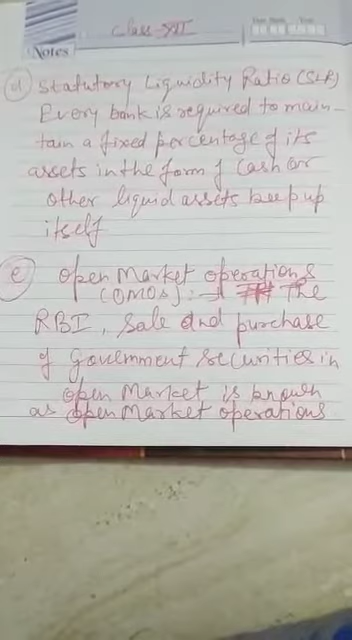 Class-XII
Notes
d) Statutory Liquidity Ratio (SLR)
Every bank is required to main-
tain a fixed percentage of its
assets in the form of Cash or
other liquid assets keep up
itself
e) Open Market operations
(OMOs) :- The
RBI, Sale and purchase
of Government Securities in
open Market is known
as open Market operations